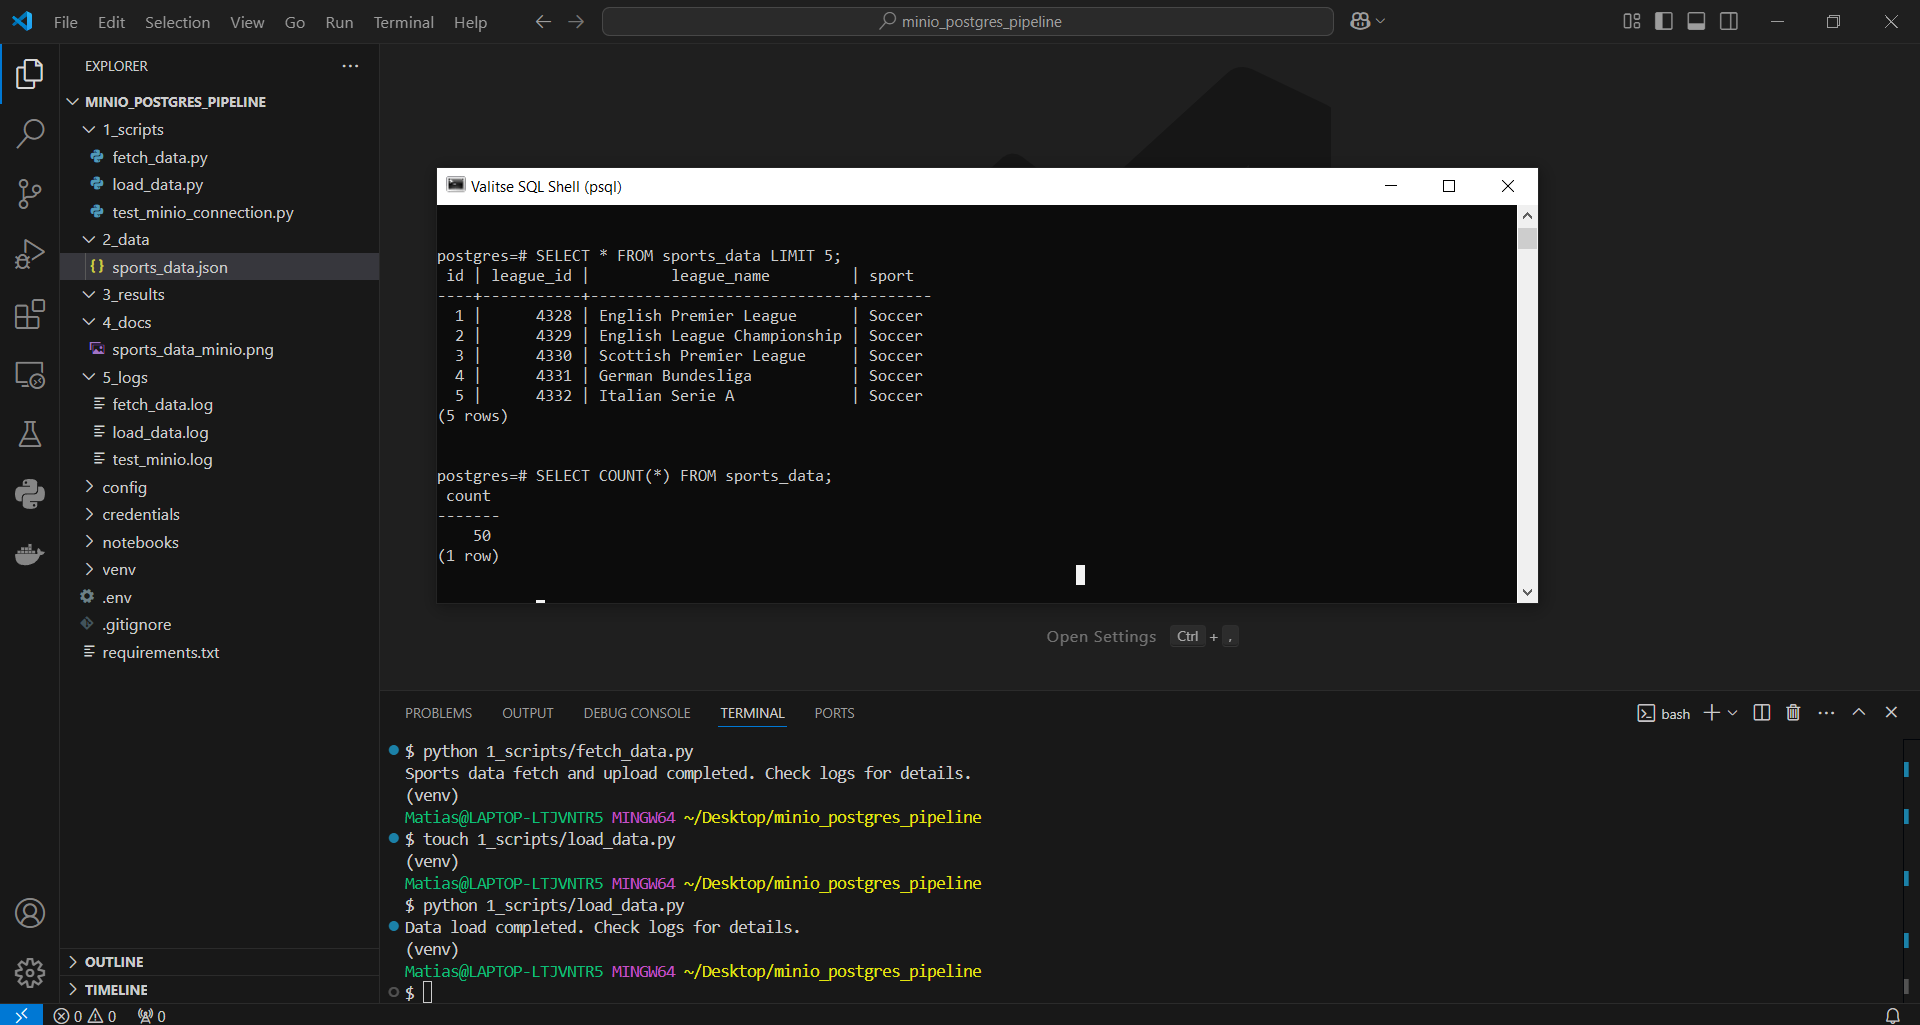 File Edit Selection View Go Run Terminal Help
minio_postgres_pipeline
EXPLORER
MINIO_POSTGRES_PIPELINE
1_scripts
fetch_data.py
load_data.py
test_minio_connection.py
2_data
{} sports_data.json
3_results
4_docs
sports_data_minio.png
5_logs
fetch_data.log
load_data.log
test_minio.log
config
credentials
notebooks
venv
.env
.gitignore
requirements.txt
OUTLINE
TIMELINE
Valitse SQL Shell (psql)
postgres=# SELECT * FROM sports_data LIMIT 5;
id | league_id | league_name | sport
----+-----------+-----------------------------+--------
1 | 4328 | English Premier League | Soccer
2 | 4329 | English League Championship | Soccer
3 | 4330 | Scottish Premier League | Soccer
4 | 4331 | German Bundesliga | Soccer
5 | 4332 | Italian Serie A | Soccer
(5 rows)
postgres=# SELECT COUNT(*) FROM sports_data;
count
-------
50
(1 row)
Open Settings Ctrl + ,
PROBLEMS OUTPUT DEBUG CONSOLE TERMINAL PORTS
bash
$ python 1_scripts/fetch_data.py
Sports data fetch and upload completed. Check logs for details.
(venv)
Matias@LAPTOP-LTJVNTR5 MINGW64 ~/Desktop/minio_postgres_pipeline
$ touch 1_scripts/load_data.py
(venv)
Matias@LAPTOP-LTJVNTR5 MINGW64 ~/Desktop/minio_postgres_pipeline
$ python 1_scripts/load_data.py
Data load completed. Check logs for details.
(venv)
Matias@LAPTOP-LTJVNTR5 MINGW64 ~/Desktop/minio_postgres_pipeline
$
0 0 0